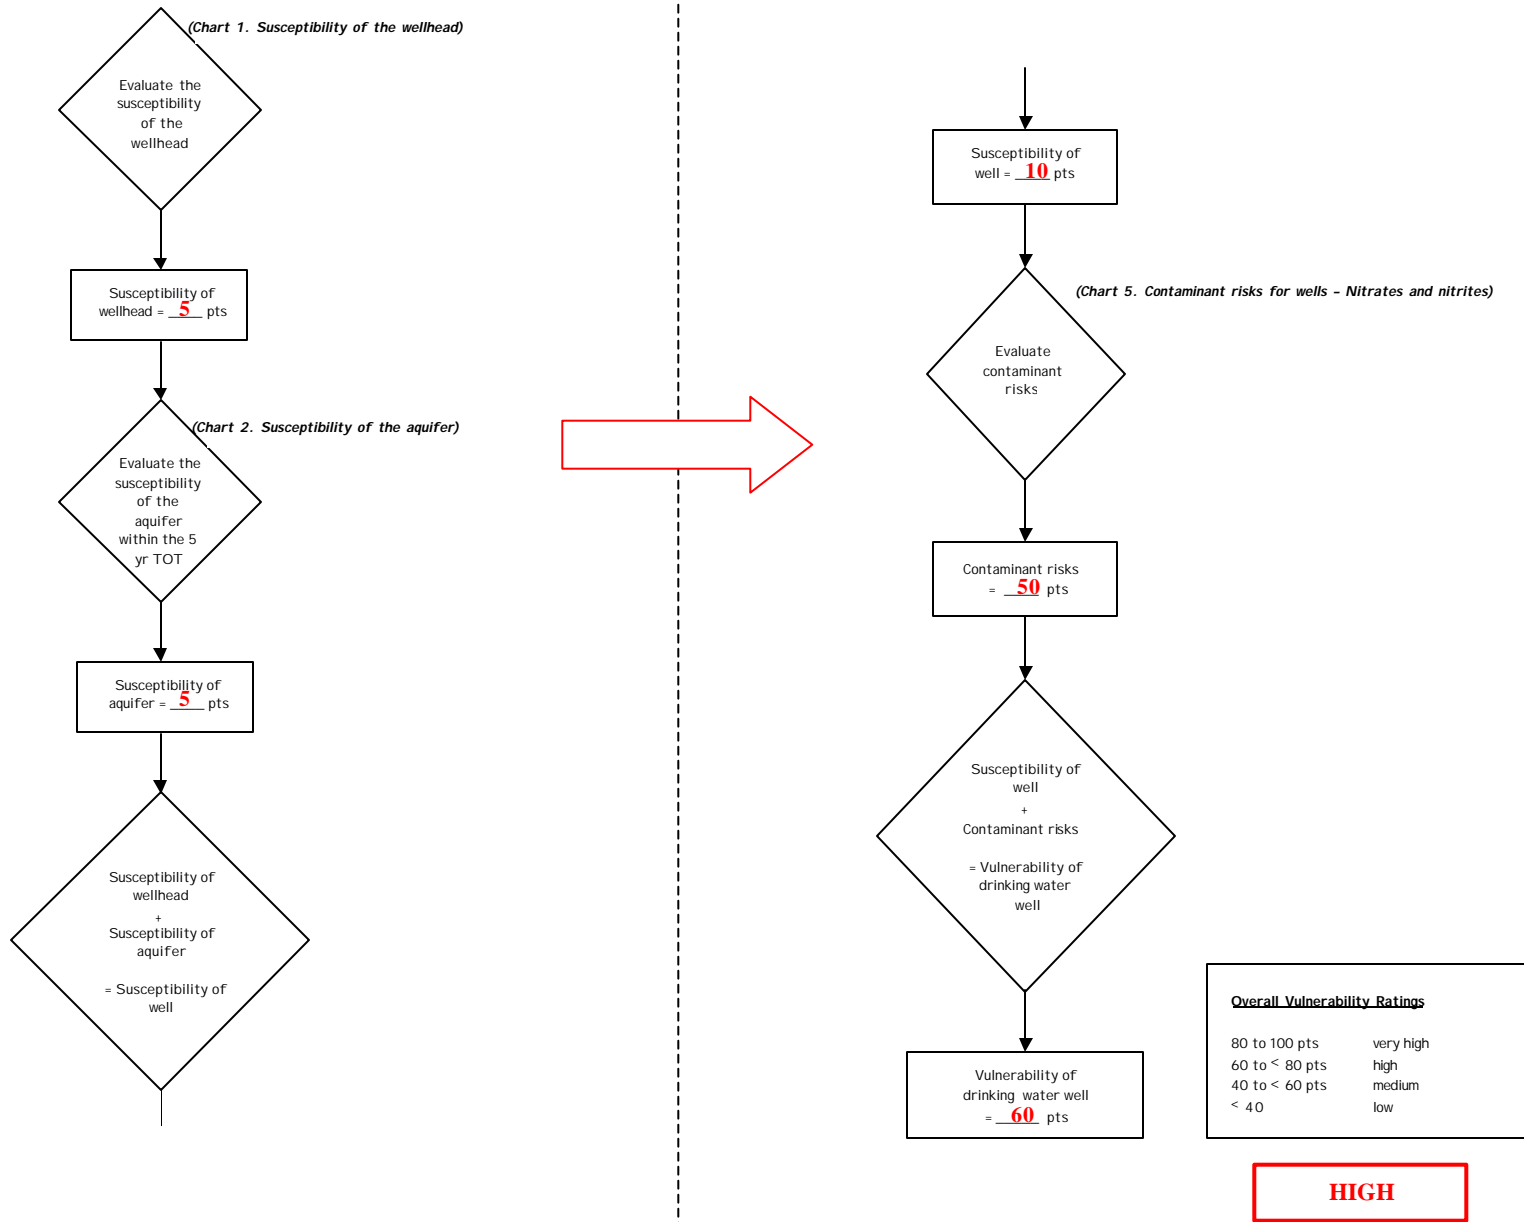 (Chart 1. Susceptibility of the wellhead)
Evaluate the
susceptibility
of the
wellhead
Susceptibility of
wellhead = 5 pts
(Chart 2. Susceptibility of the aquifer)
Evaluate the
susceptibility
of the
aquifer
within the 5
yr TOT
Susceptibility of
aquifer = 5 pts
Susceptibility of
wellhead
+
Susceptibility of
aquifer
= Susceptibility of
well
Susceptibility of
well = 10 pts
(Chart 5. Contaminant risks for wells – Nitrates and nitrites)
Evaluate
contaminant
risks
Contaminant risks
= 50 pts
Susceptibility of
well
+
Contaminant risks
= Vulnerability of
drinking water
well
Vulnerability of
drinking water well
= 60 pts
Overall Vulnerability Ratings
80 to 100 pts very high
60 to < 80 pts high
40 to < 60 pts medium
< 40 low
HIGH